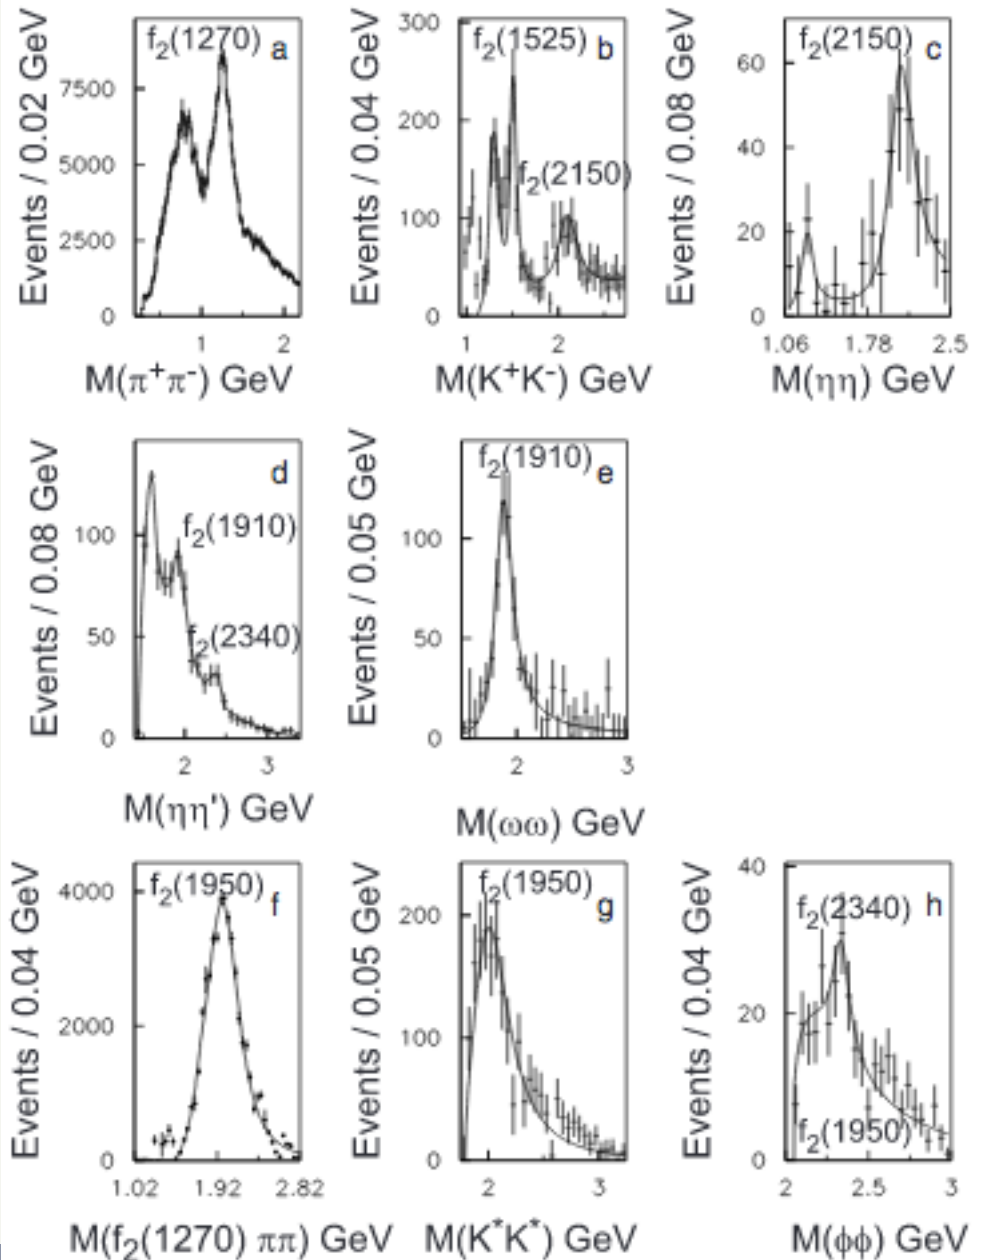 f2(1270) a
Events / 0.02 GeV
7500
5000
2500
0
1 2
M(π+π-) GeV
f2(1525) b
f2(2150)
Events / 0.04 GeV
300
200
100
0
1 2
M(K+K-) GeV
f2(2150) c
Events / 0.08 GeV
60
40
20
0
1.06 1.78 2.5
M(ηη) GeV
d
f2(1910)
f2(2340)
Events / 0.08 GeV
100
50
0
2 3
M(ηη') GeV
f2(1910) e
Events / 0.05 GeV
100
50
0
2 3
M(ωω) GeV
f2(1950) f
Events / 0.04 GeV
4000
2000
0
1.02 1.92 2.82
M(f2(1270) ππ) GeV
f2(1950) g
Events / 0.05 GeV
200
100
0
2 3
M(K*K*) GeV
f2(2340) h
f2(1950)
Events / 0.04 GeV
40
20
0
2 3
M(ϕϕ) GeV